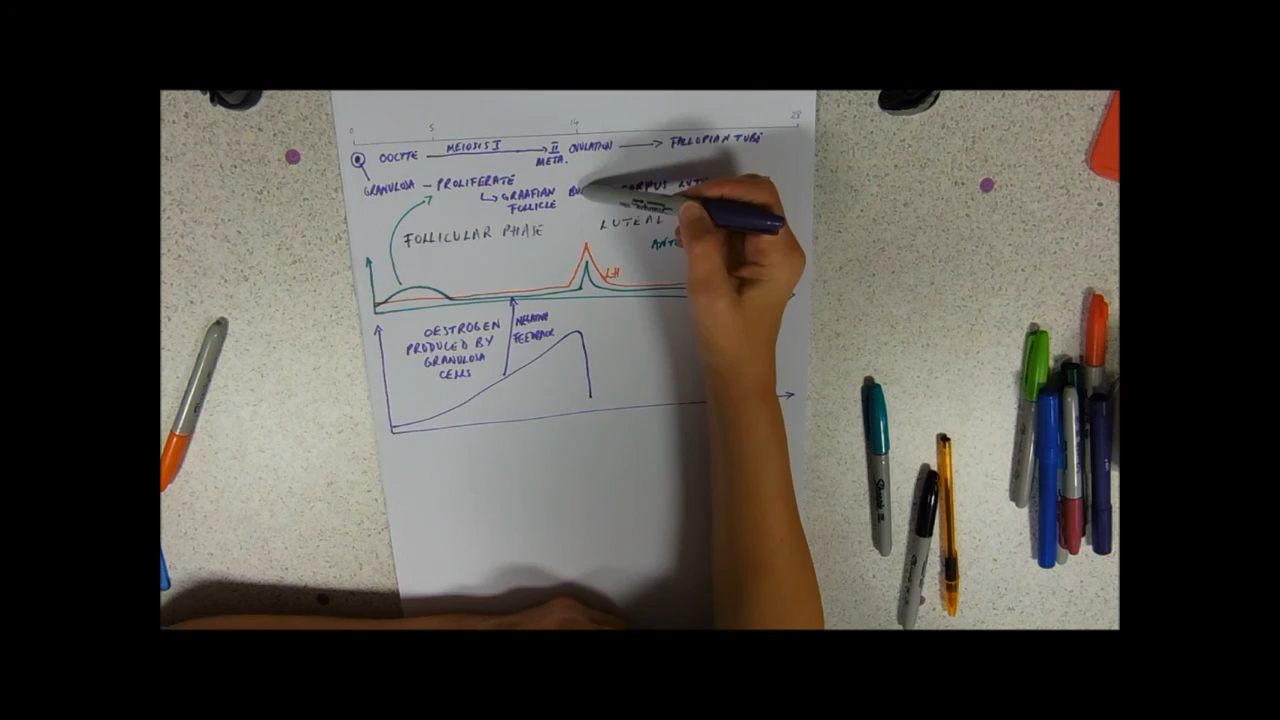 0 5 14 28
OOCYTE MEIOSIS I II OVULATION FALLOPIAN TUBE
META.
GRANULOSA - PROLIFERATE
GRAAFIAN
FOLLICLE
CORPUS
FOLLICULAR PHASE LUTEAL
LH
OESTROGEN
PRODUCED BY
GRANULOSA
CELLS
NEGATIVE
FEEDBACK